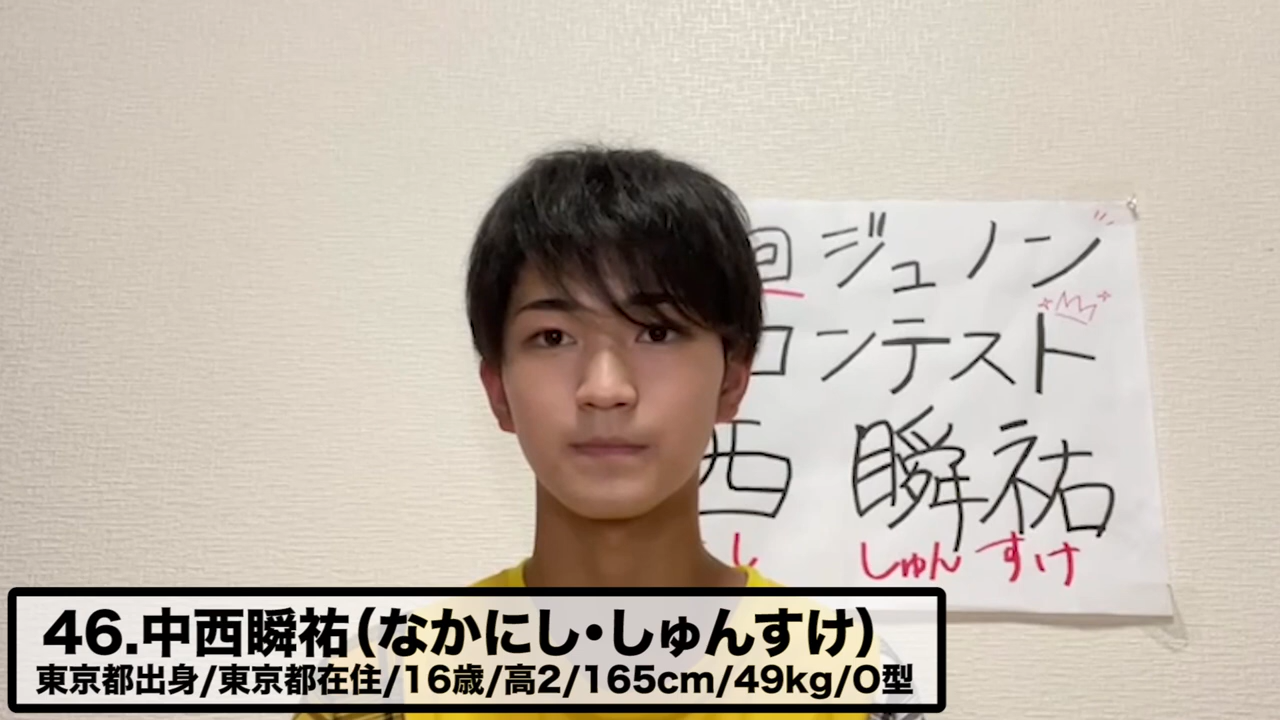 回ジュノン
コンテスト
西 瞬祐
し しゅんすけ
46.中西瞬祐(なかにし・しゅんすけ)
東京都出身/東京都在住/16歳/高2/165cm/49kg/O型